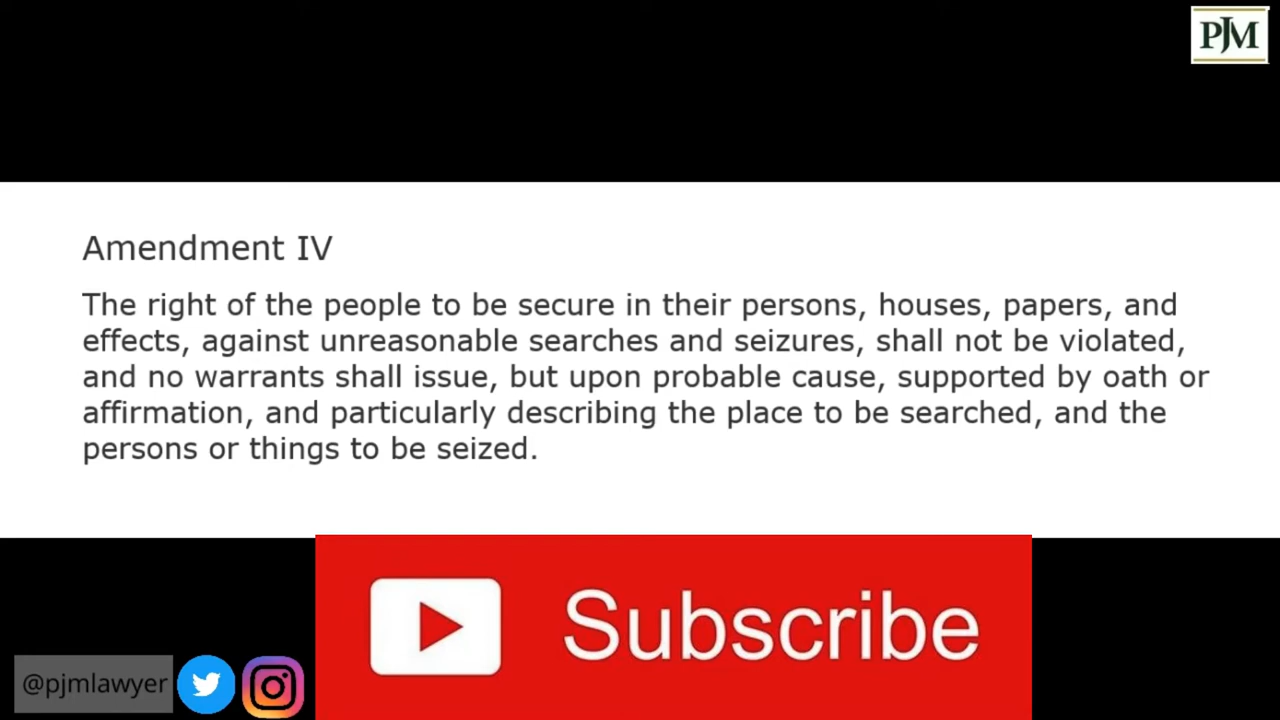 PJM
Amendment IV
The right of the people to be secure in their persons, houses, papers, and
effects, against unreasonable searches and seizures, shall not be violated,
and no warrants shall issue, but upon probable cause, supported by oath or
affirmation, and particularly describing the place to be searched, and the
persons or things to be seized.
Subscribe
@pjmlawyer